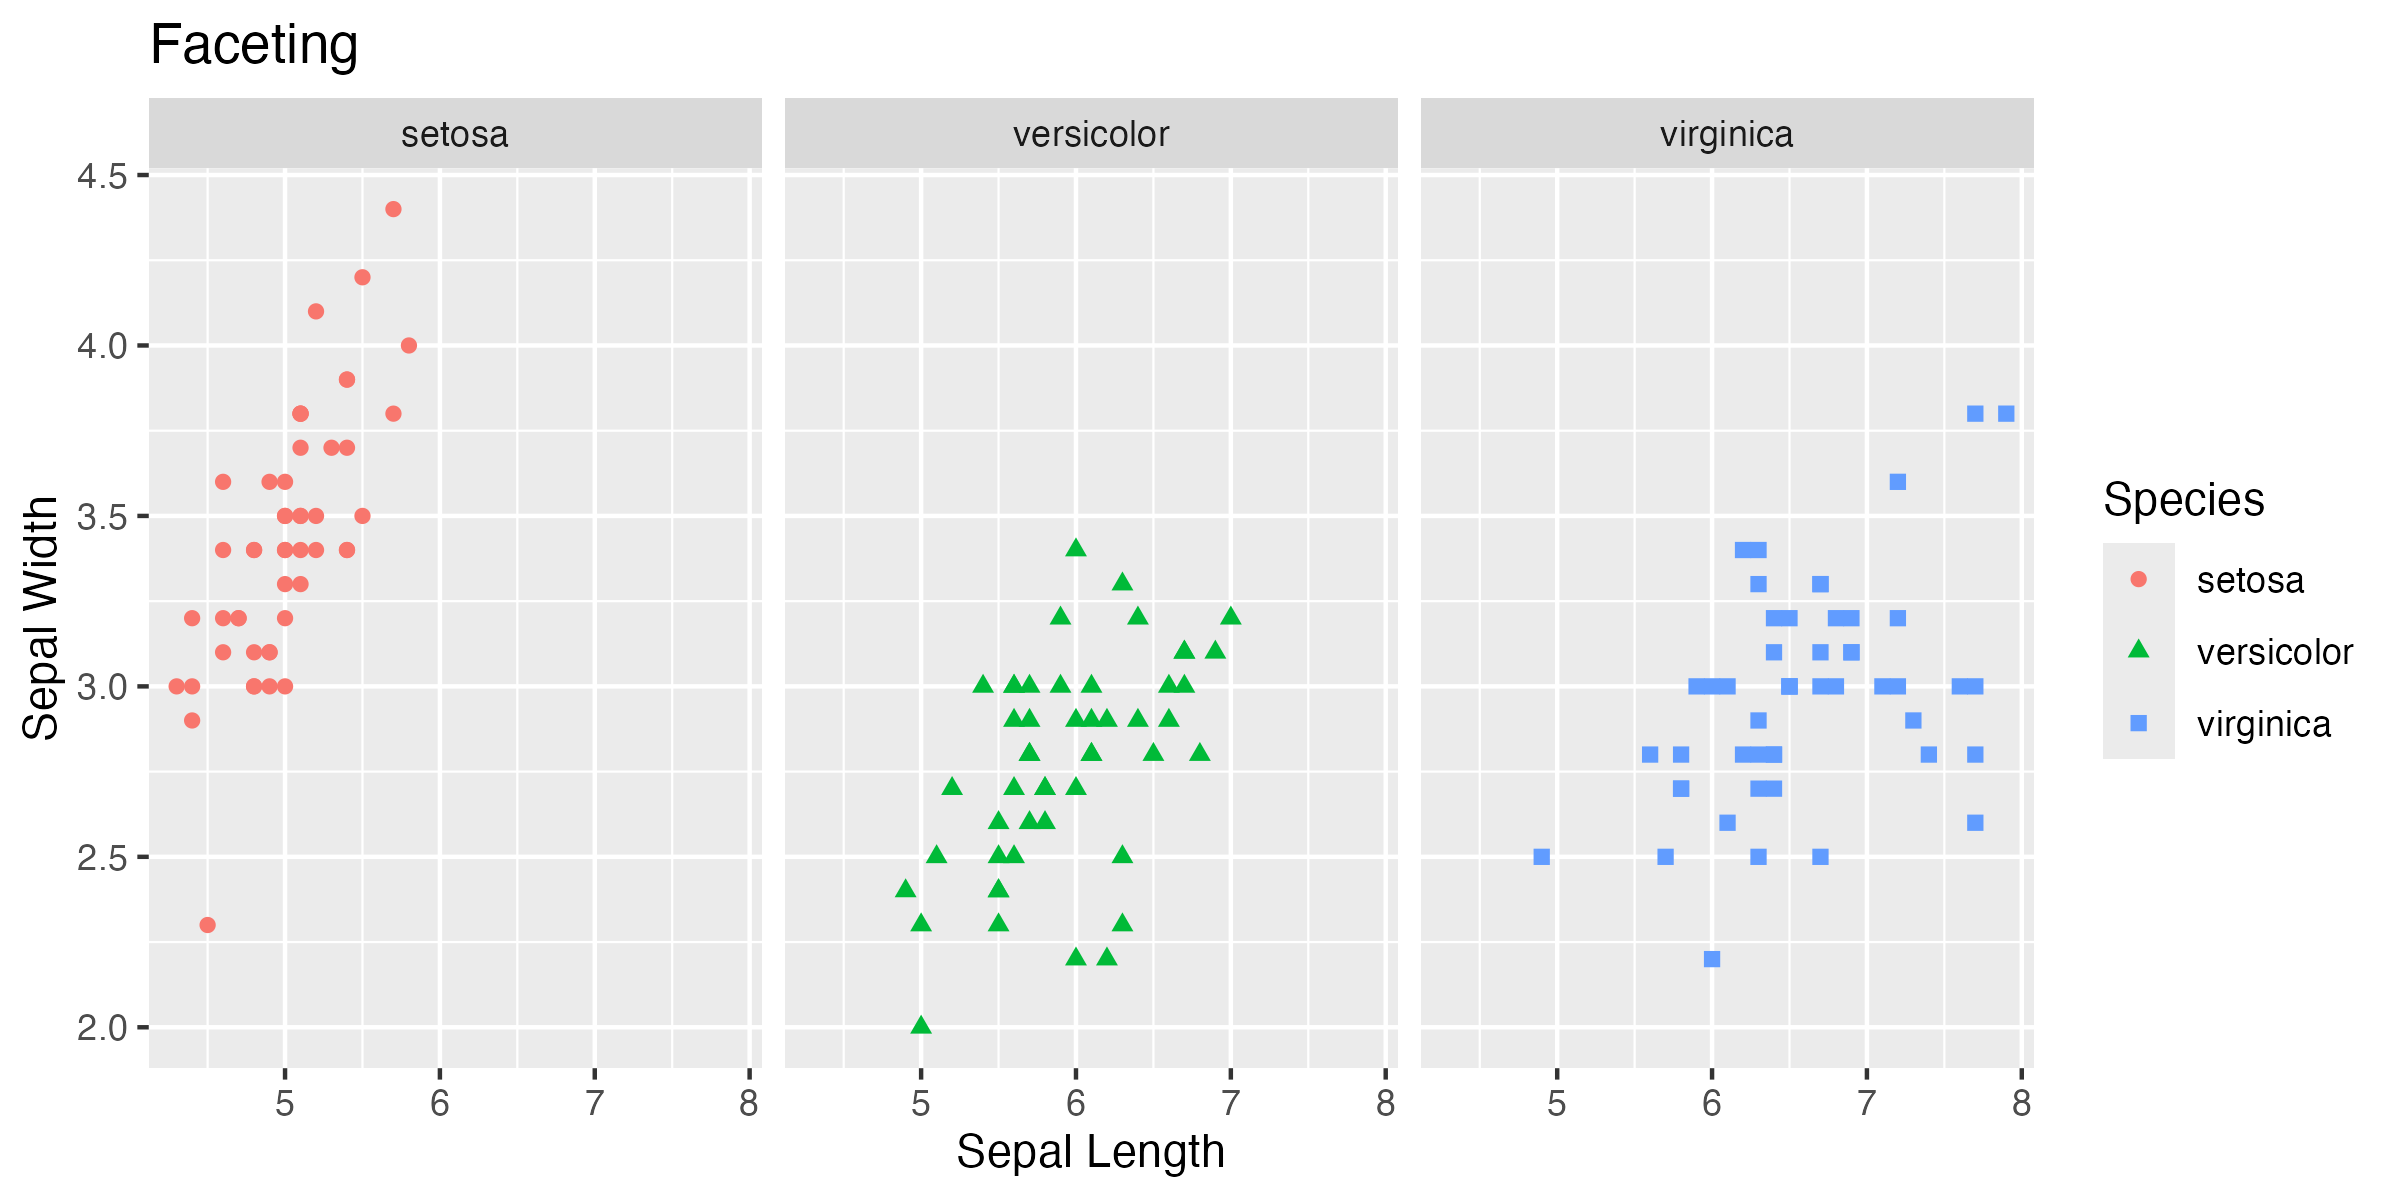 Faceting
setosa
versicolor
virginica
4.5
4.0
3.5
3.0
2.5
2.0
Sepal Width
5 6 7 8
5 6 7 8
5 6 7 8
Sepal Length
Species
setosa
versicolor
virginica